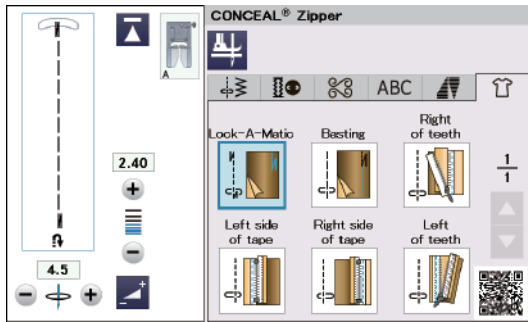 CONCEAL® Zipper
A
ABC
2.40
4.5
Lock-A-Matic
Basting
Right
of teeth
1
1
Left side
of tape
Right side
of tape
Left
of teeth